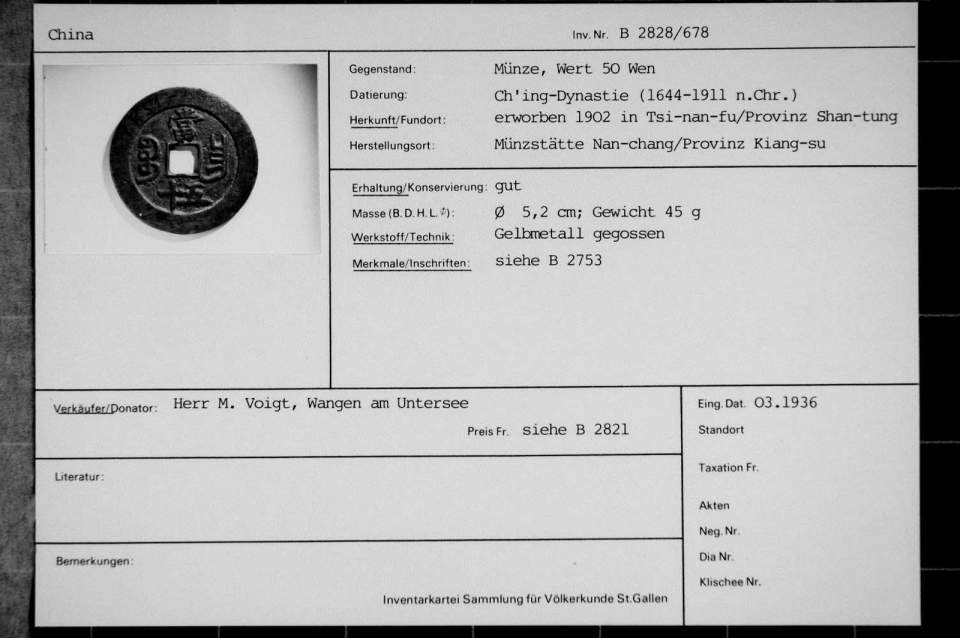 China
Inv. Nr. B 2828/678
Gegenstand: Münze, Wert 50 Wen
Datierung: Ch'ing-Dynastie (1644-1911 n.Chr.)
Herkunft/Fundort: erworben 1902 in Tsi-nan-fu/Provinz Shan-tung
Herstellungsort: Münzstätte Nan-chang/Provinz Kiang-su
當
五十
Erhaltung/Konservierung: gut
Masse (B. D. H. L. ): Ø 5,2 cm; Gewicht 45 g
Werkstoff/Technik: Gelbmetall gegossen
Merkmale/Inschriften: siehe B 2753
Verkäufer/Donator: Herr M. Voigt, Wangen am Untersee
Preis Fr. siehe B 2821
Eing. Dat. 03.1936
Standort
Taxation Fr.
Akten
Neg. Nr.
Dia Nr.
Klischee Nr.
Literatur:
Bemerkungen:
Inventarkartei Sammlung für Völkerkunde St.Gallen